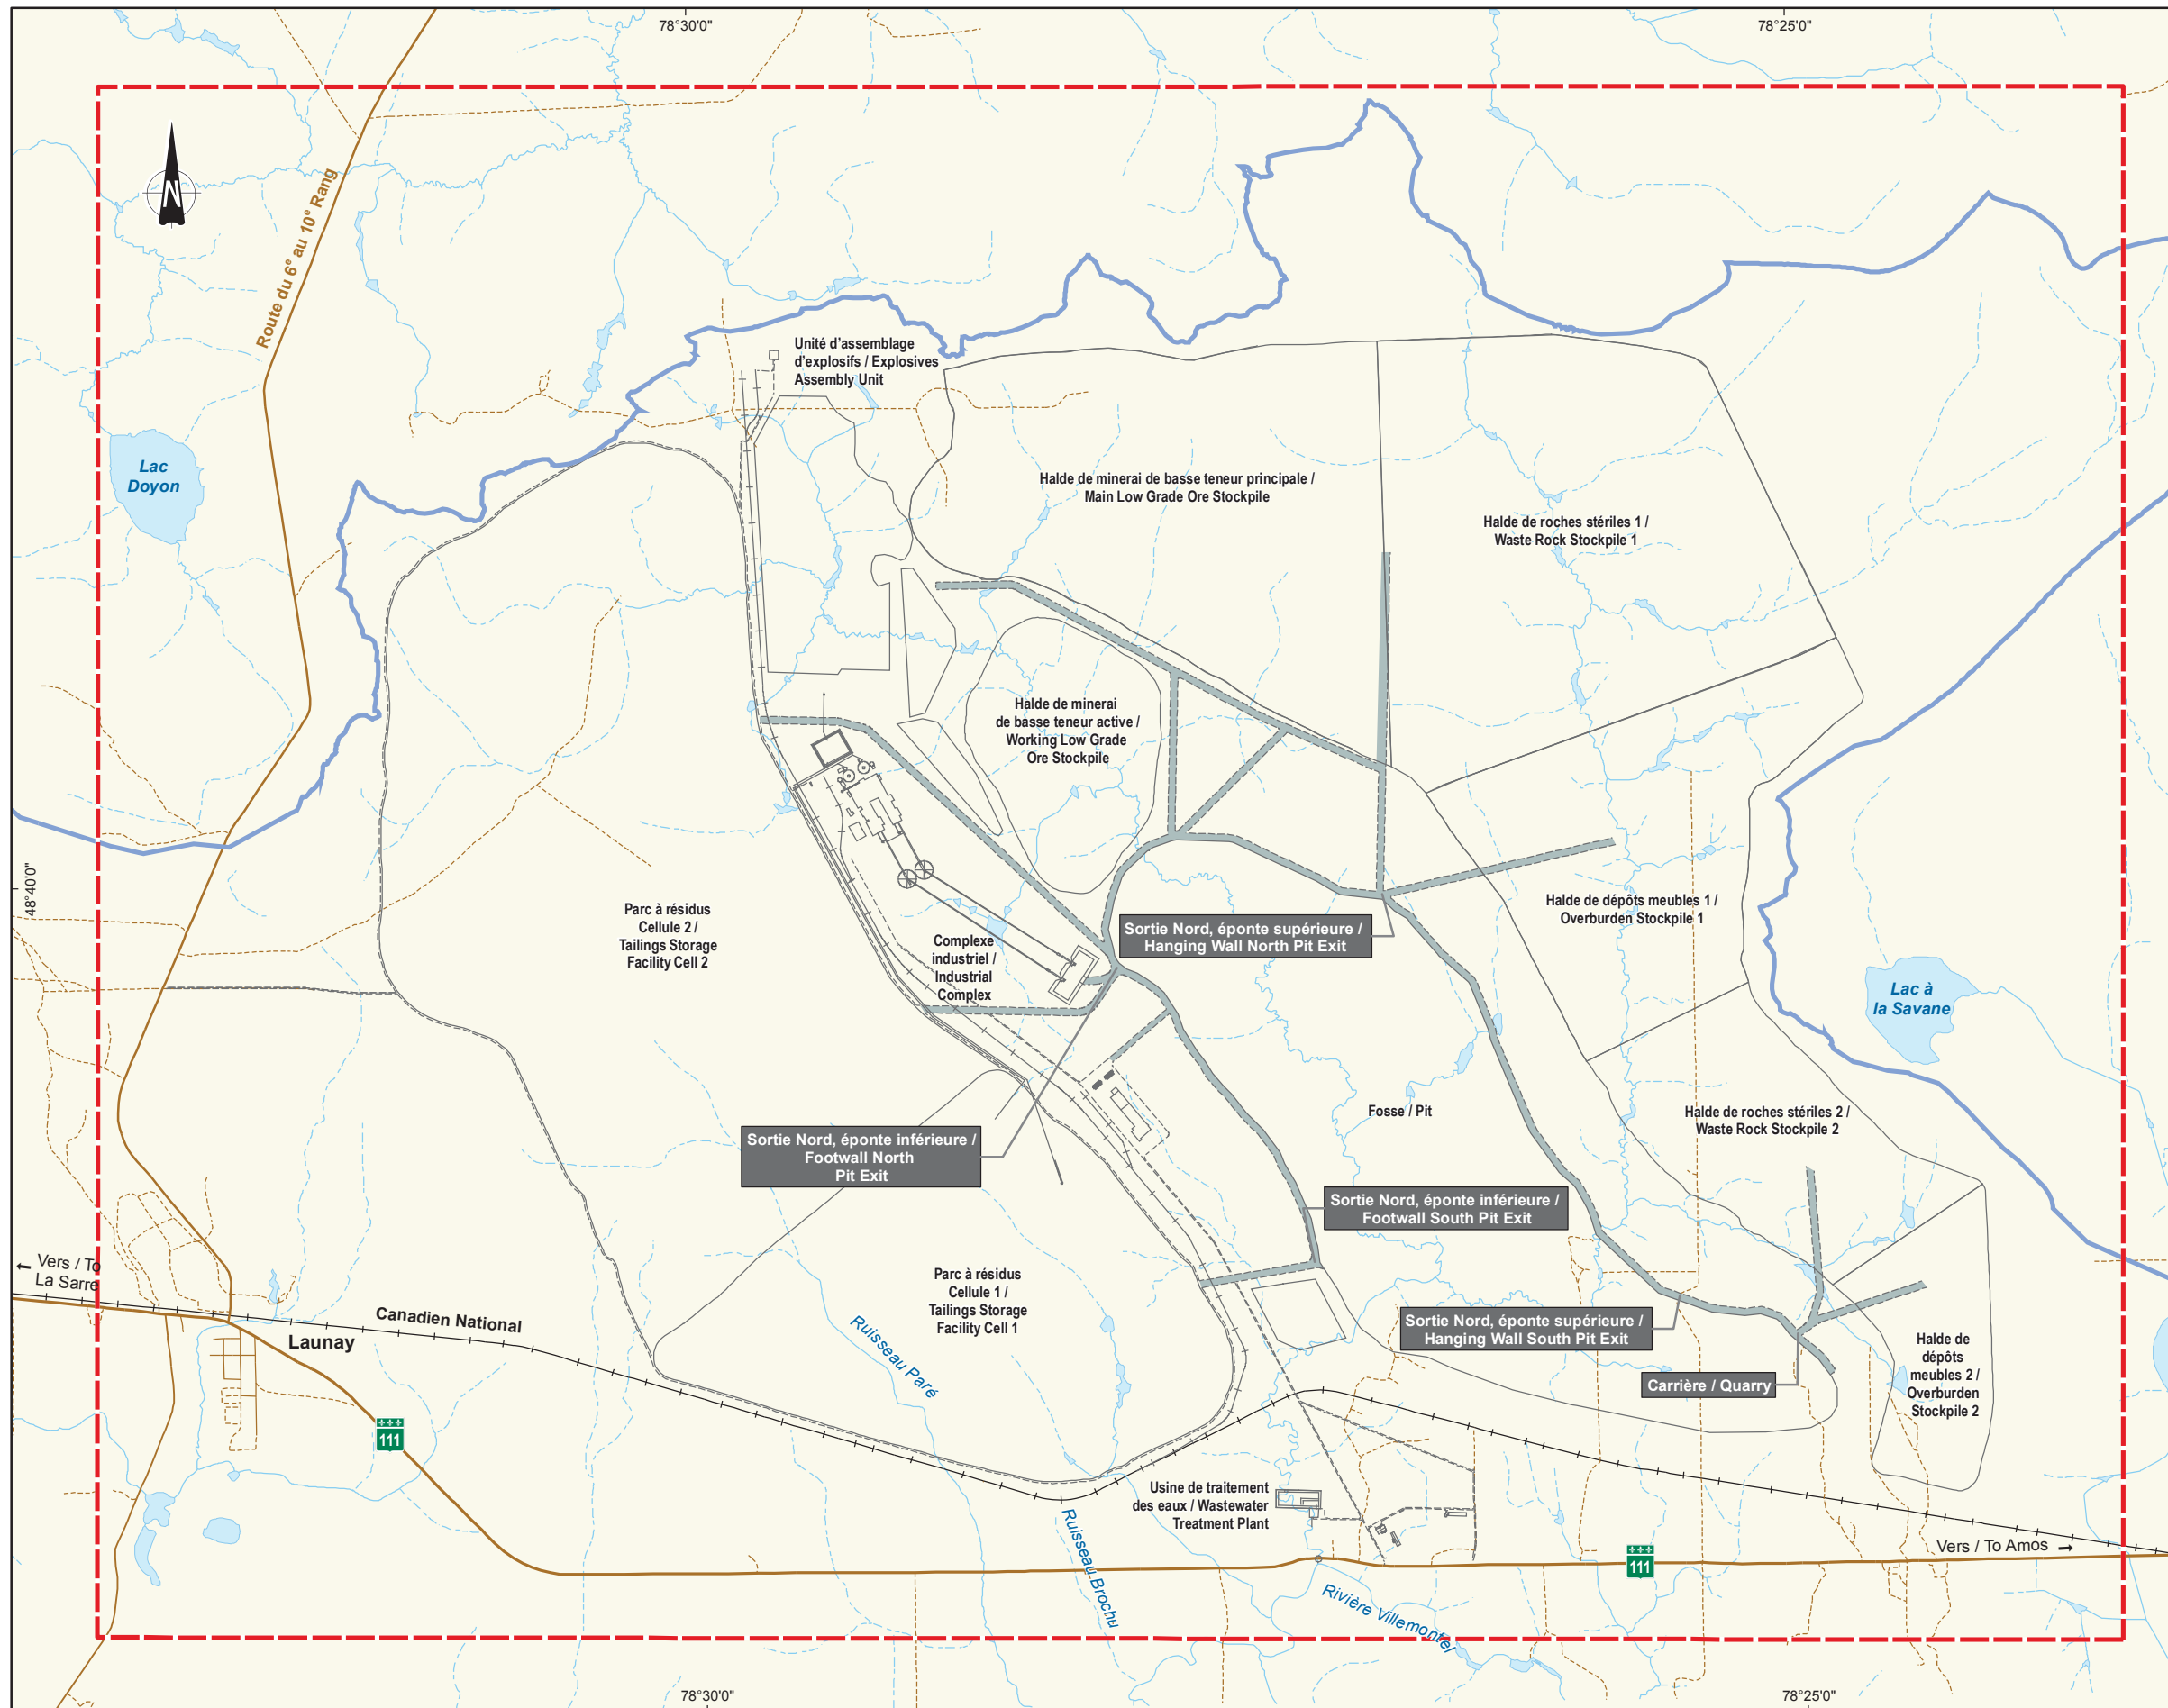 78°30'0"
78°25'0"
N
Route du 6e au 10e Rang
Unité d'assemblage
d'explosifs / Explosives
Assembly Unit
Lac
Doyon
Halde de minerai de basse teneur principale /
Main Low Grade Ore Stockpile
Halde de roches stériles 1 /
Waste Rock Stockpile 1
Halde de minerai
de basse teneur active /
Working Low Grade
Ore Stockpile
48°40'0"
Parc à résidus
Cellule 2 /
Tailings Storage
Facility Cell 2
Complexe
industriel /
Industrial
Complex
Sortie Nord, éponte supérieure /
Hanging Wall North Pit Exit
Halde de dépôts meubles 1 /
Overburden Stockpile 1
Lac à
la Savane
Fosse / Pit
Halde de roches stériles 2 /
Waste Rock Stockpile 2
Sortie Nord, éponte inférieure /
Footwall North
Pit Exit
Sortie Nord, éponte inférieure /
Footwall South Pit Exit
Vers / To
La Sarre
Canadien National
Launay
Parc à résidus
Cellule 1 /
Tailings Storage
Facility Cell 1
Ruisseau Paré
Sortie Nord, éponte supérieure /
Hanging Wall South Pit Exit
Carrière / Quarry
Halde de
dépôts
meubles 2 /
Overburden
Stockpile 2
111
Usine de traitement
des eaux / Wastewater
Treatment Plant
Ruisseau Brochu
Rivière Villemontel
111
Vers / To Amos
78°30'0"
78°25'0"